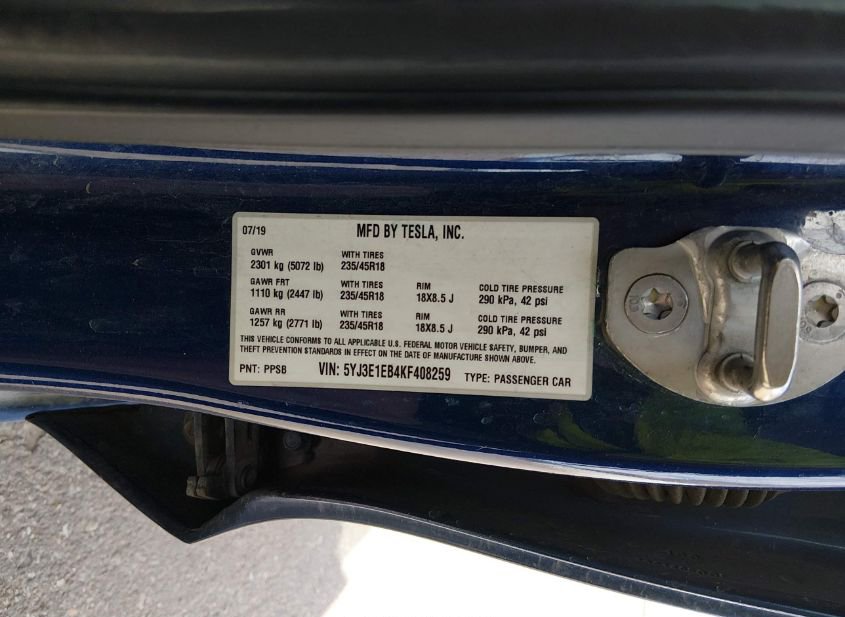 07/19 MFD BY TESLA, INC.
GVWR WITH TIRES
2301 kg (5072 lb) 235/45R18
GAWR FRT WITH TIRES RIM COLD TIRE PRESSURE
1110 kg (2447 lb) 235/45R18 18X8.5 J 290 kPa, 42 psi
GAWR RR WITH TIRES RIM COLD TIRE PRESSURE
1257 kg (2771 lb) 235/45R18 18X8.5 J 290 kPa, 42 psi
THIS VEHICLE CONFORMS TO ALL APPLICABLE U.S. FEDERAL MOTOR VEHICLE SAFETY, BUMPER, AND
THEFT PREVENTION STANDARDS IN EFFECT ON THE DATE OF MANUFACTURE SHOWN ABOVE.
PNT: PPSB VIN: 5YJ3E1EB4KF408259 TYPE: PASSENGER CAR